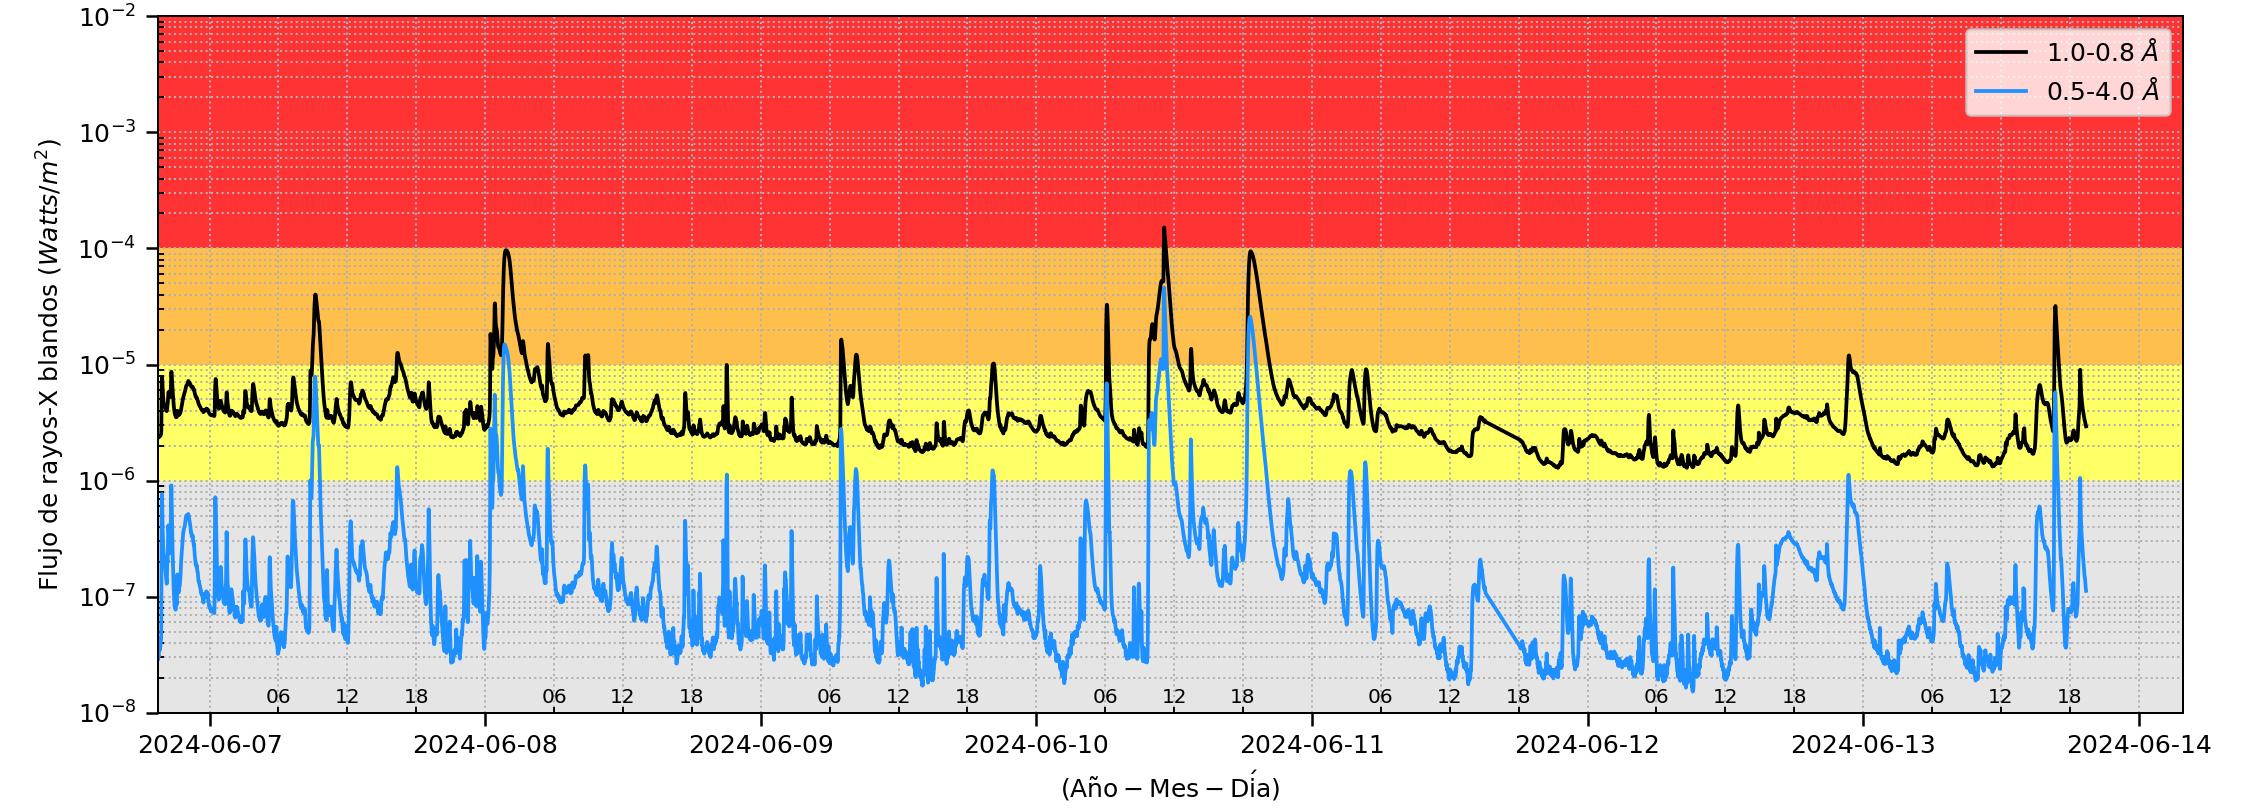 10⁻²
1.0-0.8 Å
0.5-4.0 Å
10⁻³
10⁻⁴
10⁻⁵
10⁻⁶
10⁻⁷
10⁻⁸
Flujo de rayos-X blandos (Watts/m²)
06 12 18 06 12 18 06 12 18 06 12 18 06 12 18 06 12 18 06 12 18
2024-06-07 2024-06-08 2024-06-09 2024-06-10 2024-06-11 2024-06-12 2024-06-13 2024-06-14
(Año − Mes − Día)